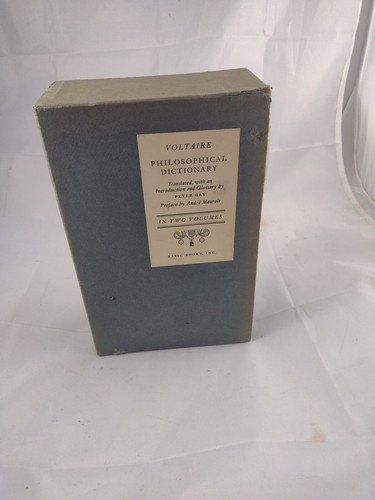 VOLTAIRE
PHILOSOPHICAL
DICTIONARY
Translated, with an
Introduction and Glossary by
PETER GAY
Preface by André Maurois
IN TWO VOLUMES
BASIC BOOKS, INC.